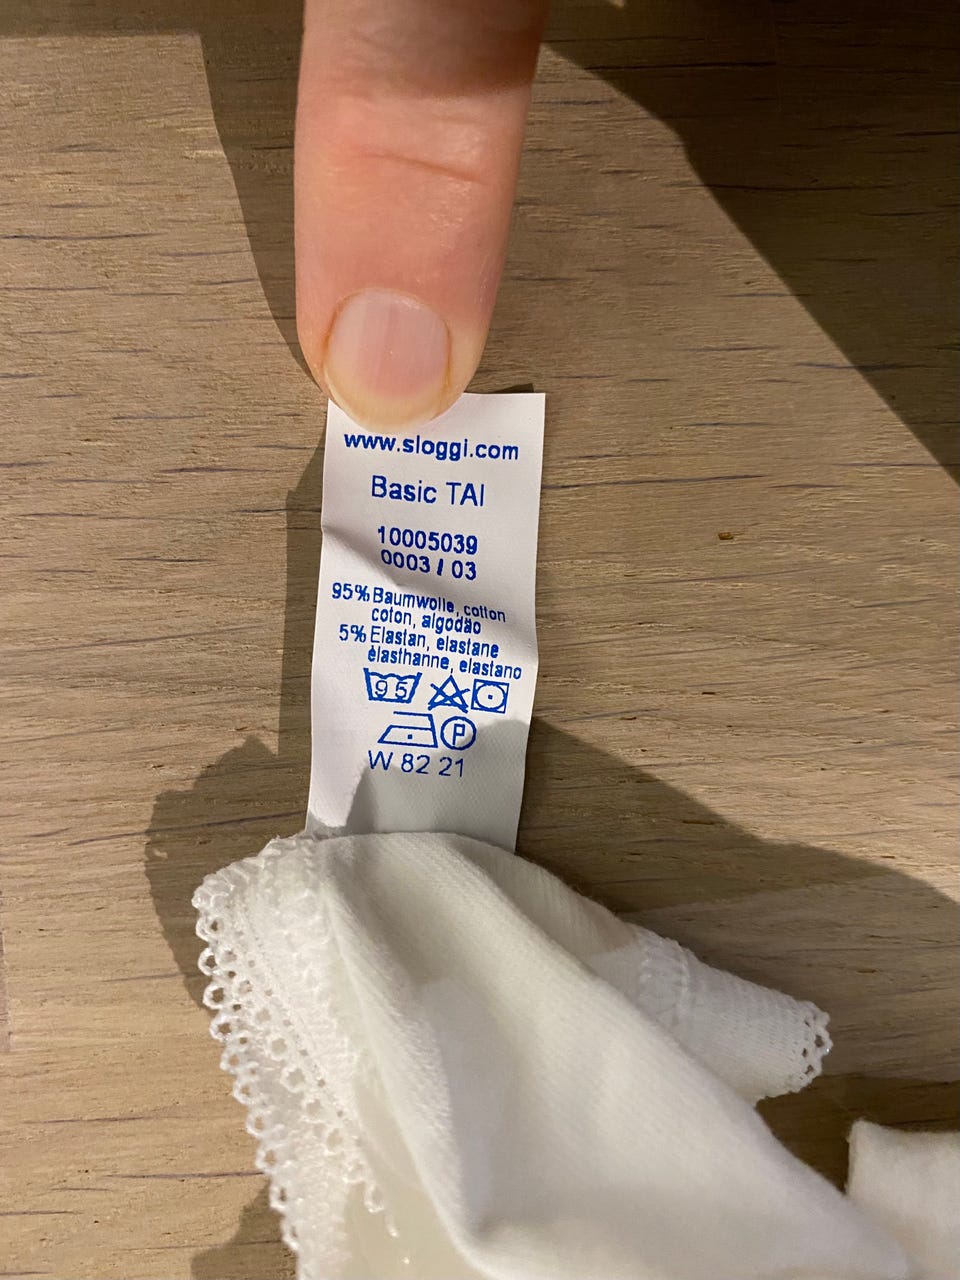 www.sloggi.com
Basic TAI
10005039
0003 / 03
95% Baumwolle, cotton
coton, algodão
5% Elastan, elastane
élasthanne, elastano
95
P
W 82 21